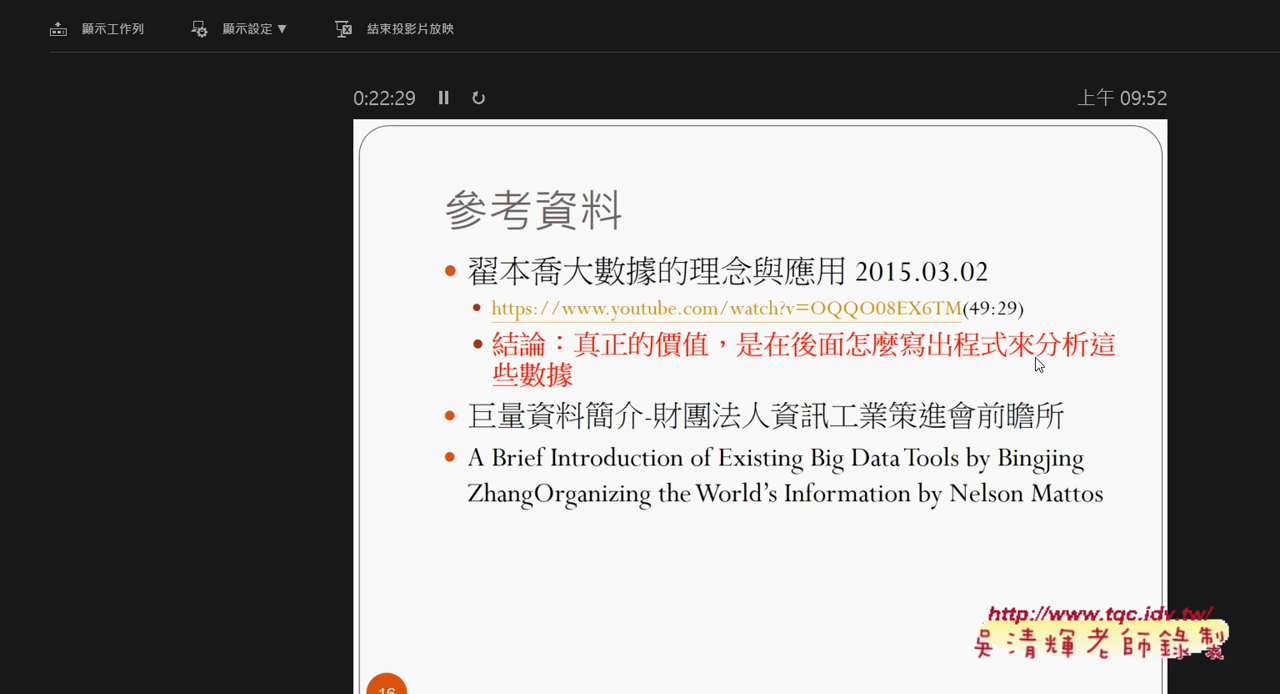 顯示工作列 顯示設定▼ 結束投影片放映
0:22:29 上午 09:52
參考資料
翟本喬大數據的理念與應用 2015.03.02
https://www.youtube.com/watch?v=OQQO08EX6TM(49:29)
結論：真正的價值，是在後面怎麼寫出程式來分析這
些數據
巨量資料簡介-財團法人資訊工業策進會前瞻所
A Brief Introduction of Existing Big Data Tools by Bingjing
ZhangOrganizing the World’s Information by Nelson Mattos
http://www.tqc.idv.tw/
吳清輝老師錄製
16